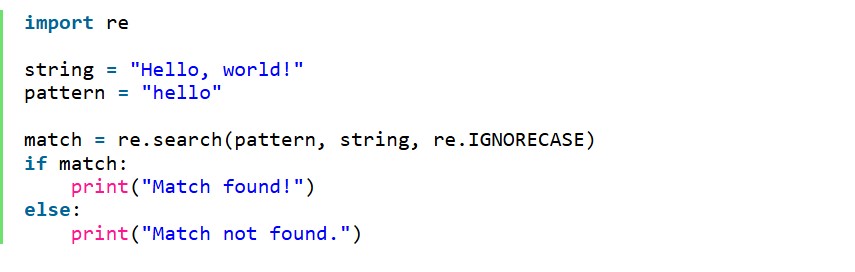 import re
string = "Hello, world!"
pattern = "hello"
match = re.search(pattern, string, re.IGNORECASE)
if match:
    print("Match found!")
else:
    print("Match not found.")